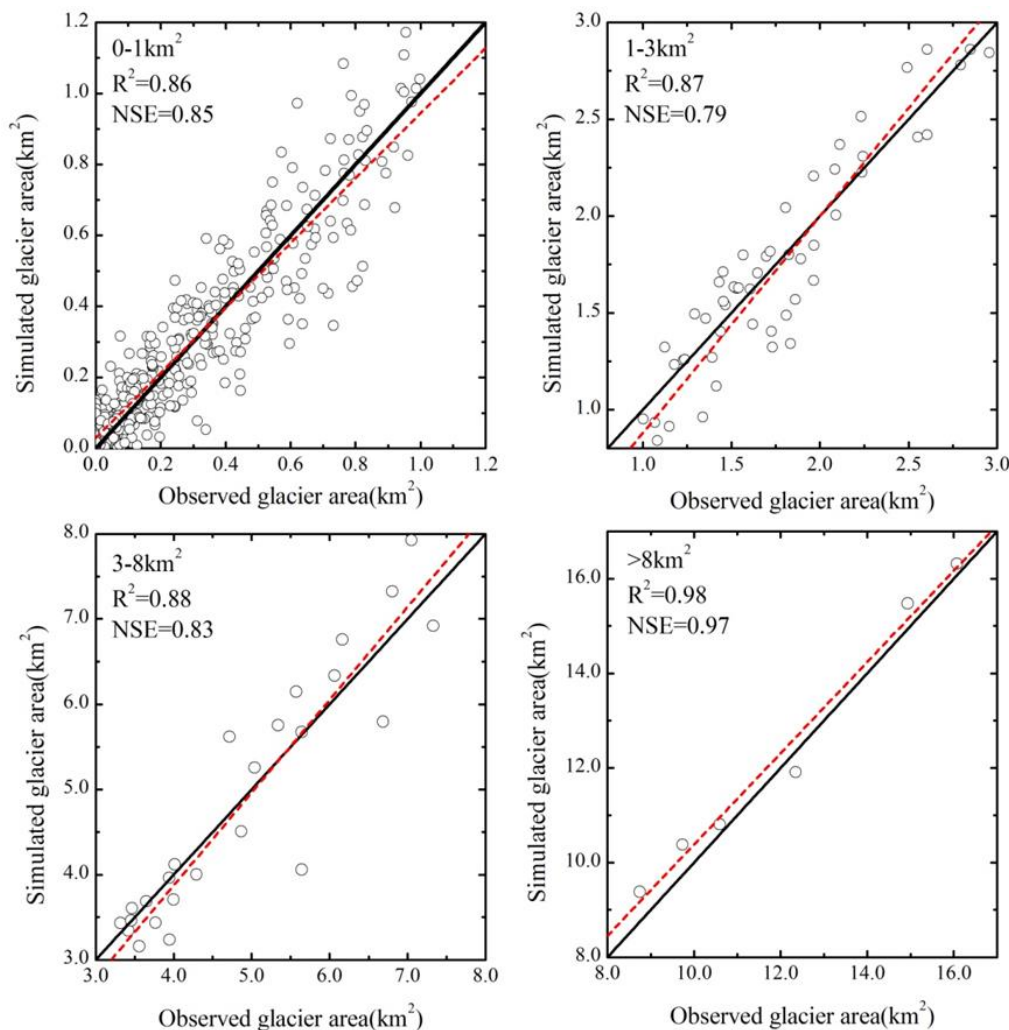 0-1km²
R²=0.86
NSE=0.85
1.2
1.0
0.8
0.6
0.4
0.2
0.0
Simulated glacier area(km²)
0.0 0.2 0.4 0.6 0.8 1.0 1.2
Observed glacier area(km²)
1-3km²
R²=0.87
NSE=0.79
3.0
2.5
2.0
1.5
1.0
Simulated glacier area(km²)
1.0 1.5 2.0 2.5 3.0
Observed glacier area(km²)
3-8km²
R²=0.88
NSE=0.83
8.0
7.0
6.0
5.0
4.0
3.0
Simulated glacier area(km²)
3.0 4.0 5.0 6.0 7.0 8.0
Observed glacier area(km²)
>8km²
R²=0.98
NSE=0.97
16.0
14.0
12.0
10.0
8.0
Simulated glacier area(km²)
8.0 10.0 12.0 14.0 16.0
Observed glacier area(km²)